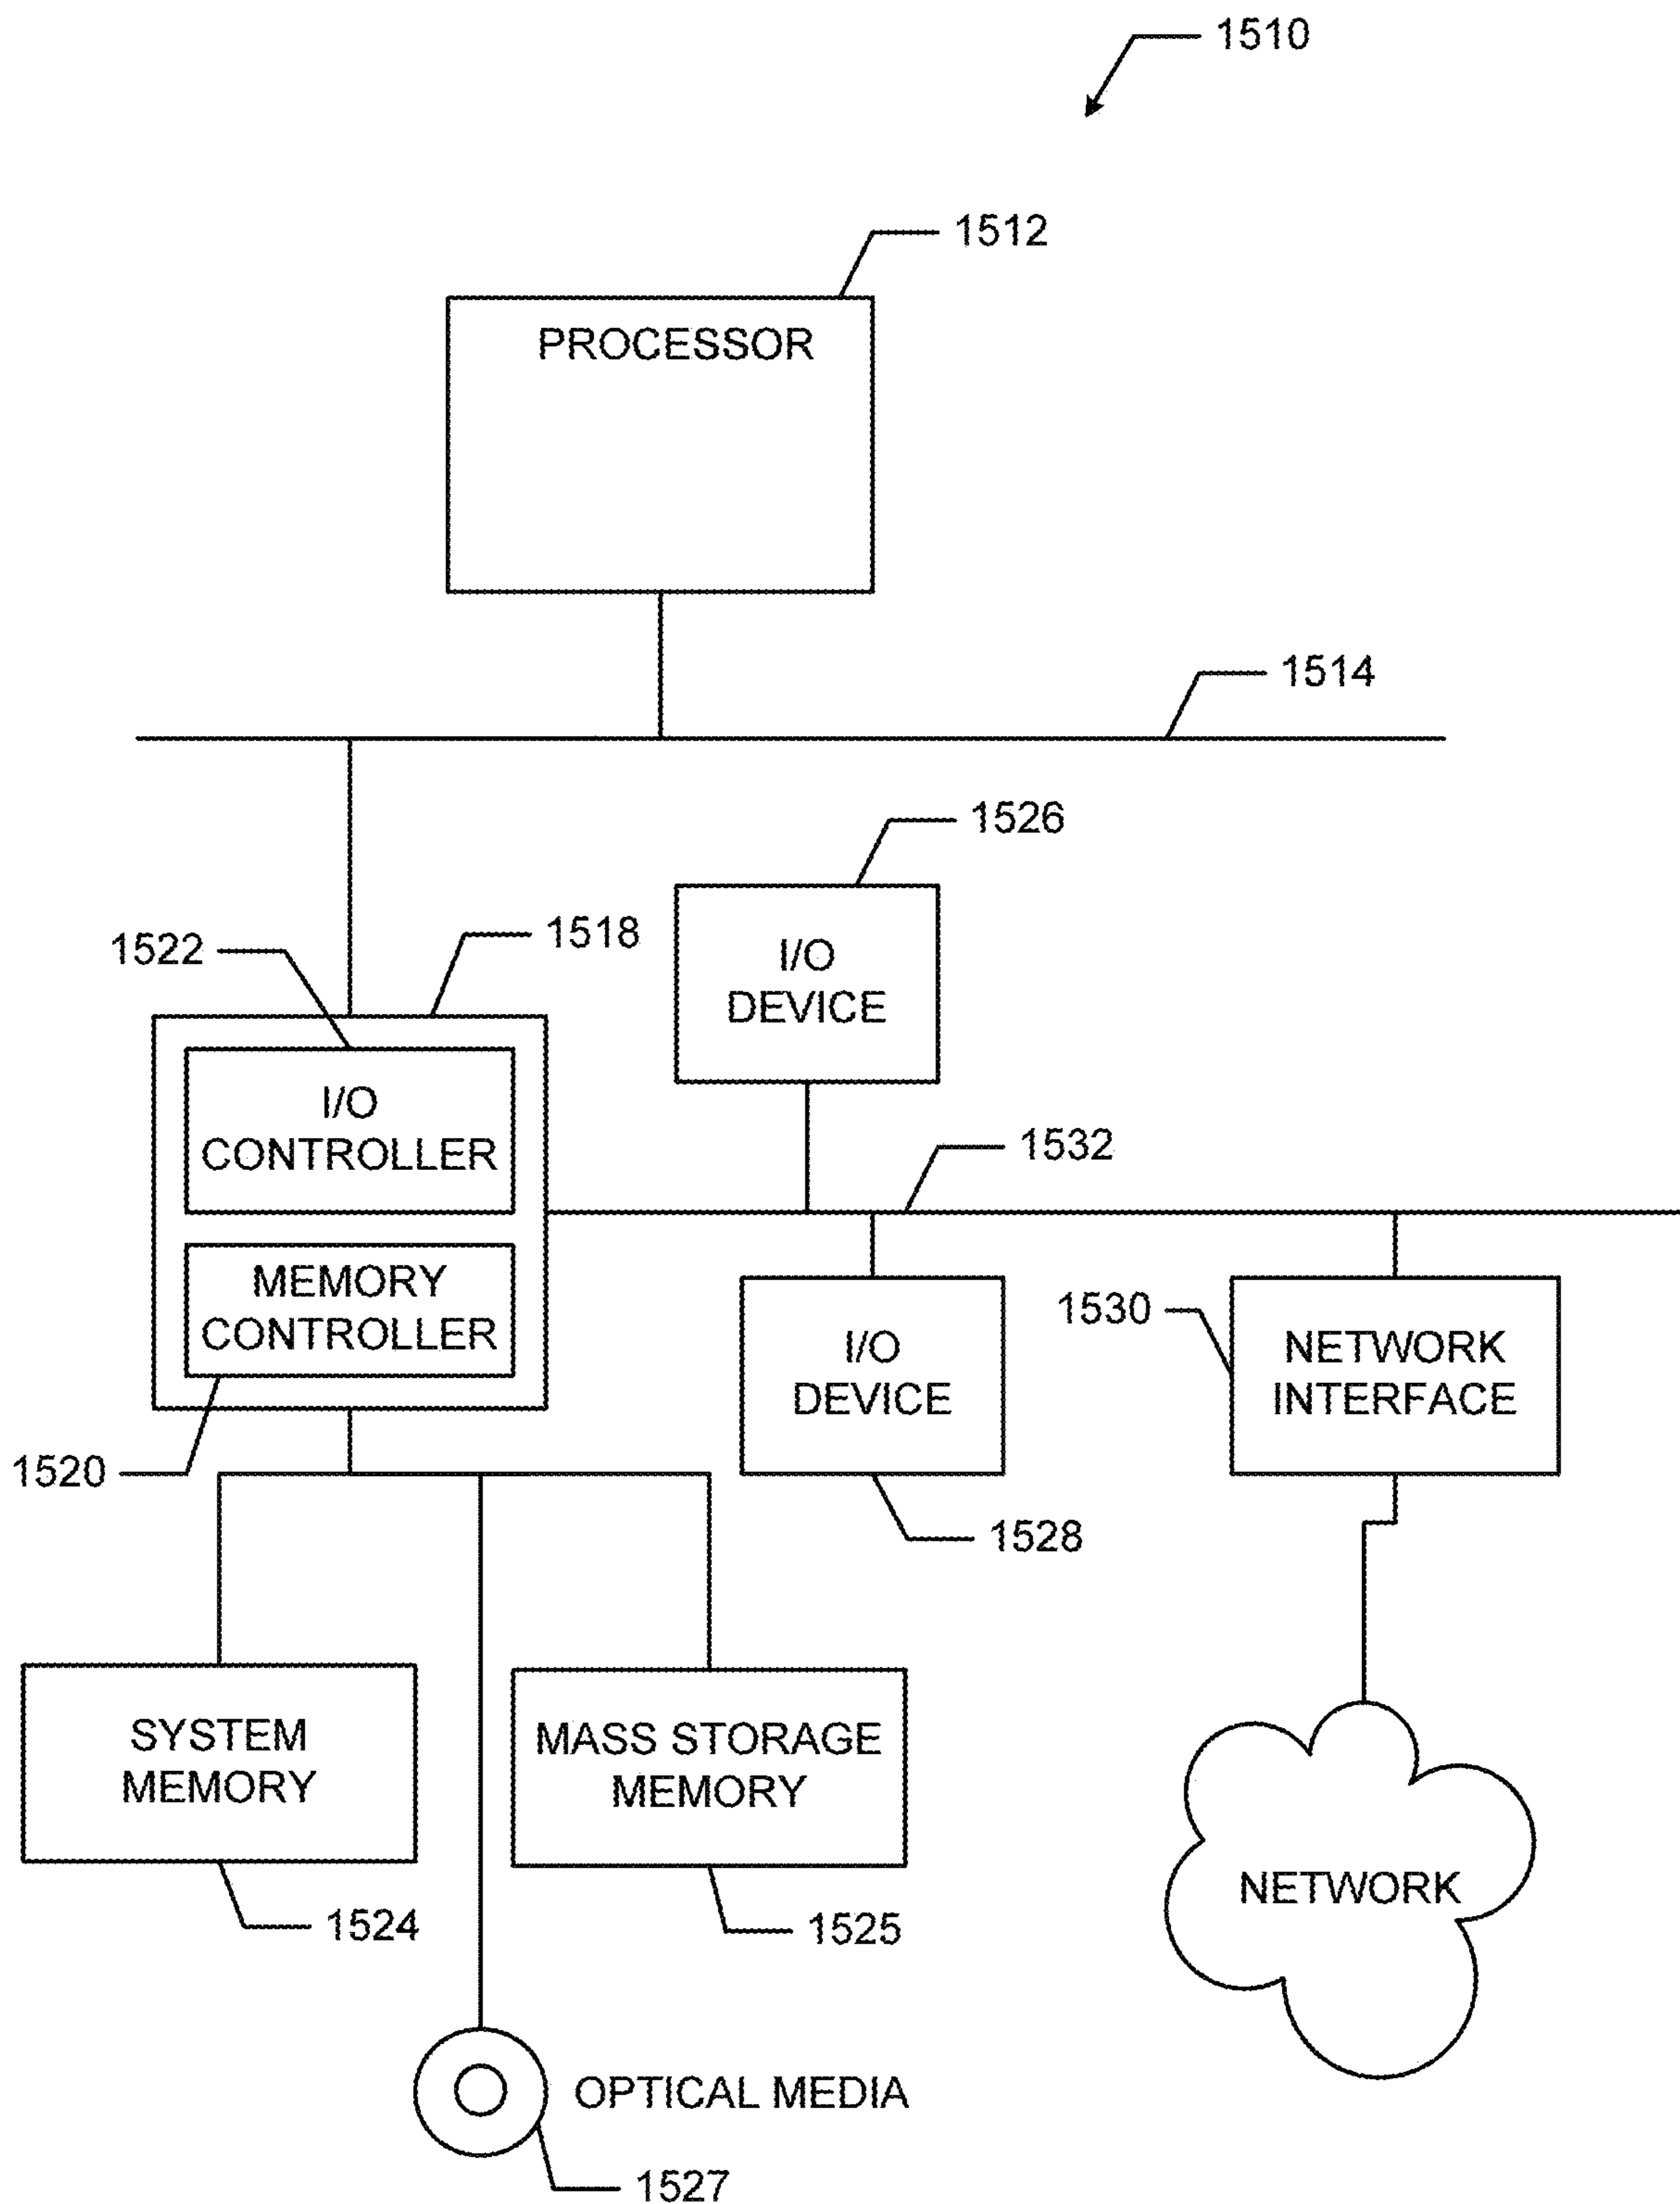 1510
1512
PROCESSOR
1514
1526
1518
1522
I/O
DEVICE
I/O
CONTROLLER
1532
MEMORY
CONTROLLER
1530
I/O
DEVICE
NETWORK
INTERFACE
1520
1528
SYSTEM
MEMORY
MASS STORAGE
MEMORY
NETWORK
1524
1525
OPTICAL MEDIA
1527